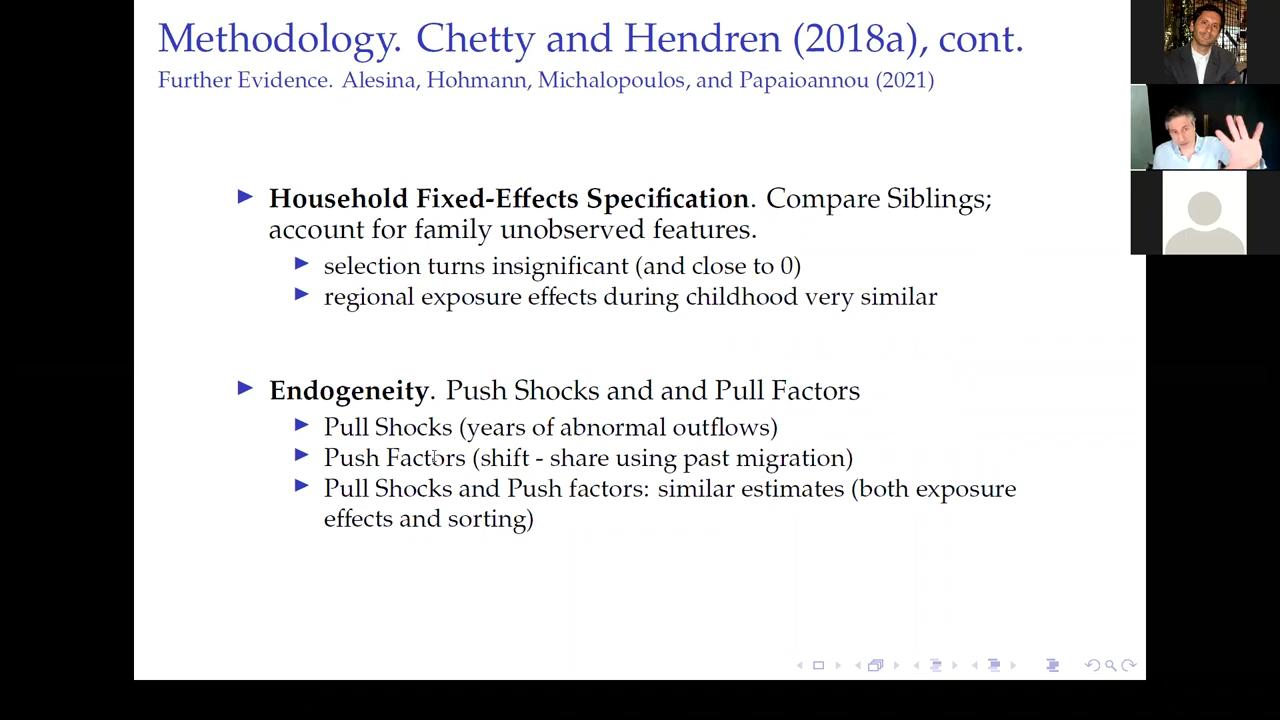 Methodology. Chetty and Hendren (2018a), cont.
Further Evidence. Alesina, Hohmann, Michalopoulos, and Papaioannou (2021)
Household Fixed-Effects Specification. Compare Siblings;
account for family unobserved features.
selection turns insignificant (and close to 0)
regional exposure effects during childhood very similar
Endogeneity. Push Shocks and and Pull Factors
Pull Shocks (years of abnormal outflows)
Push Factors (shift - share using past migration)
Pull Shocks and Push factors: similar estimates (both exposure
effects and sorting)